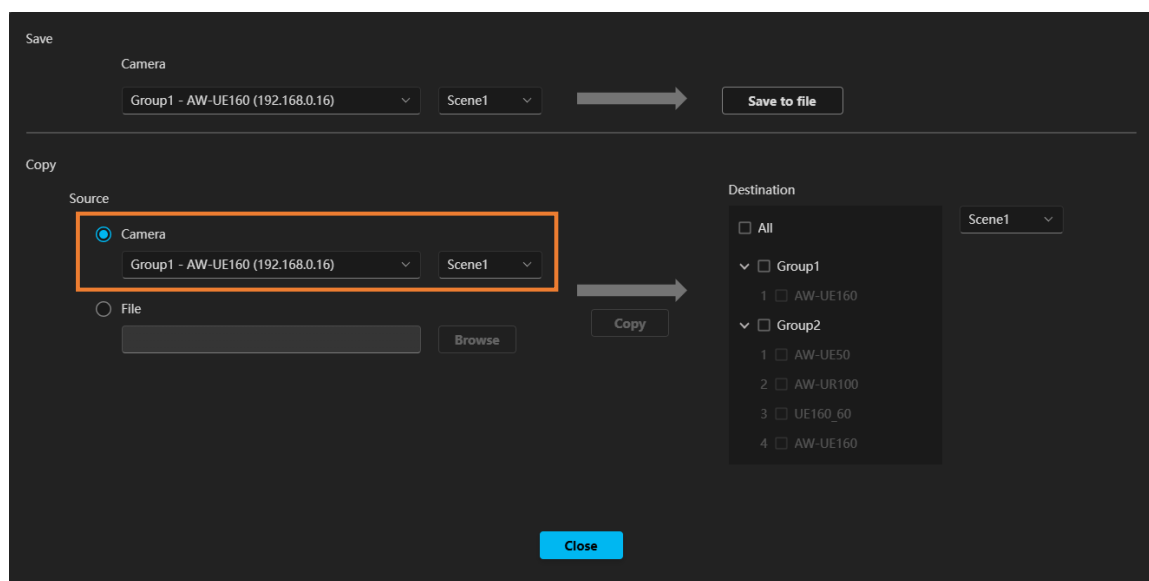 Save
Camera
Group1 - AW-UE160 (192.168.0.16) Scene1 Save to file
Copy
Source
Camera
Group1 - AW-UE160 (192.168.0.16) Scene1
File
Browse
Copy
Destination
All
Scene1
Group1
1 AW-UE160
Group2
1 AW-UE50
2 AW-UR100
3 UE160_60
4 AW-UE160
Close